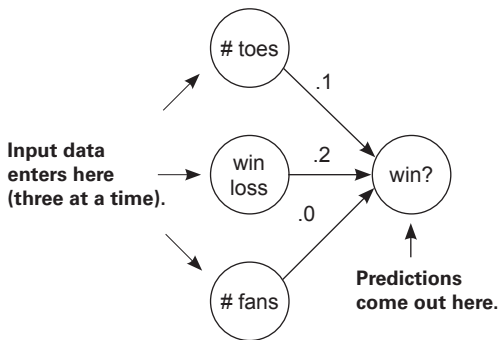 # toes
.1
Input data
enters here
(three at a time).
win
loss
.2
win?
.0
# fans
Predictions
come out here.